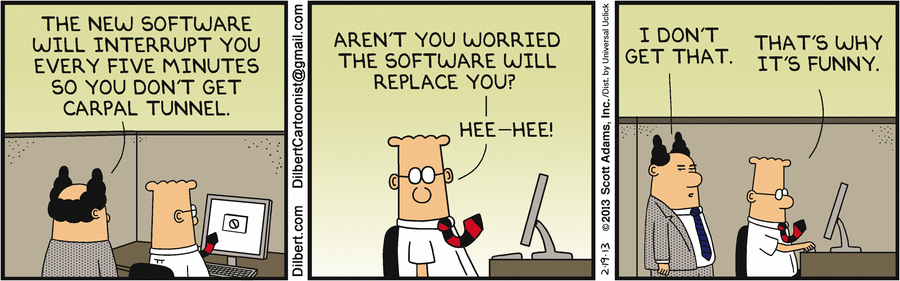 THE NEW SOFTWARE
WILL INTERRUPT YOU
EVERY FIVE MINUTES
SO YOU DON'T GET
CARPAL TUNNEL.
Dilbert.com DilbertCartoonist@gmail.com
AREN'T YOU WORRIED
THE SOFTWARE WILL
REPLACE YOU?
HEE-HEE!
2-19-13 ©2013 Scott Adams, Inc./Dist. by Universal Uclick
I DON'T
GET THAT.
THAT'S WHY
IT'S FUNNY.